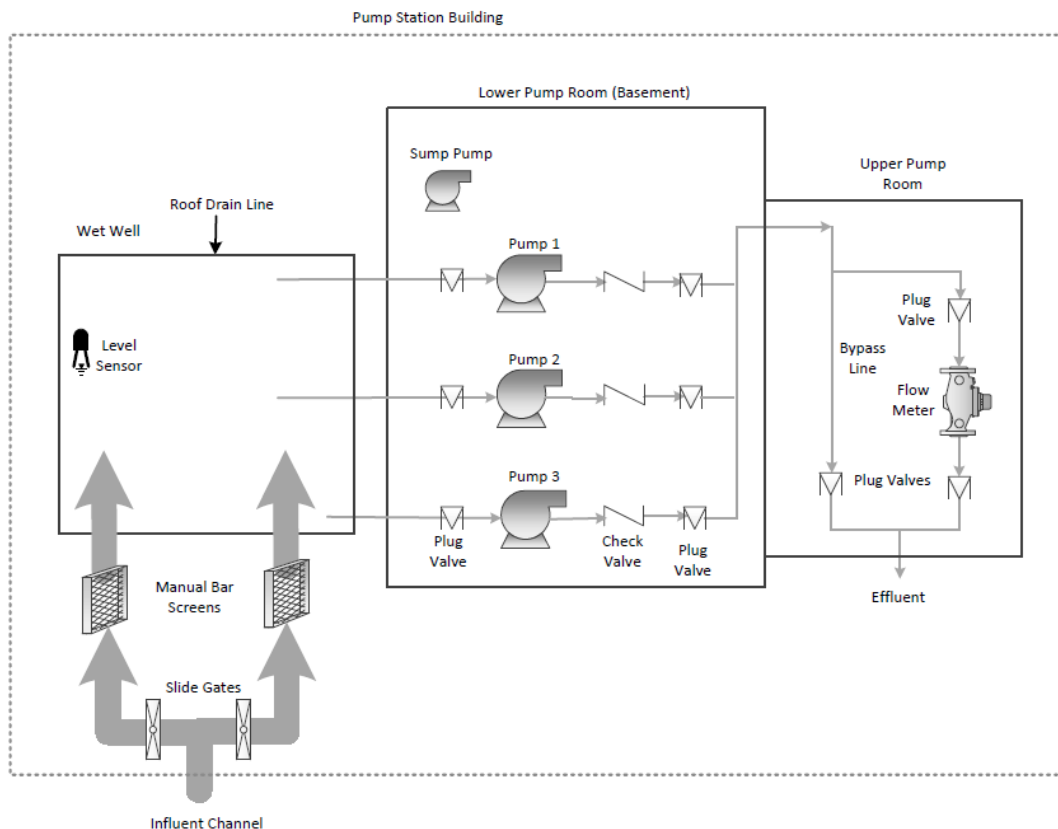 Pump Station Building
Lower Pump Room (Basement)
Sump Pump
Upper Pump
Room
Roof Drain Line
Wet Well
Pump 1
Plug
Valve
Level
Sensor
Bypass
Line
Pump 2
Flow
Meter
Pump 3
Plug Valves
Plug
Valve
Check
Valve
Plug
Valve
Manual Bar
Screens
Effluent
Slide Gates
Influent Channel